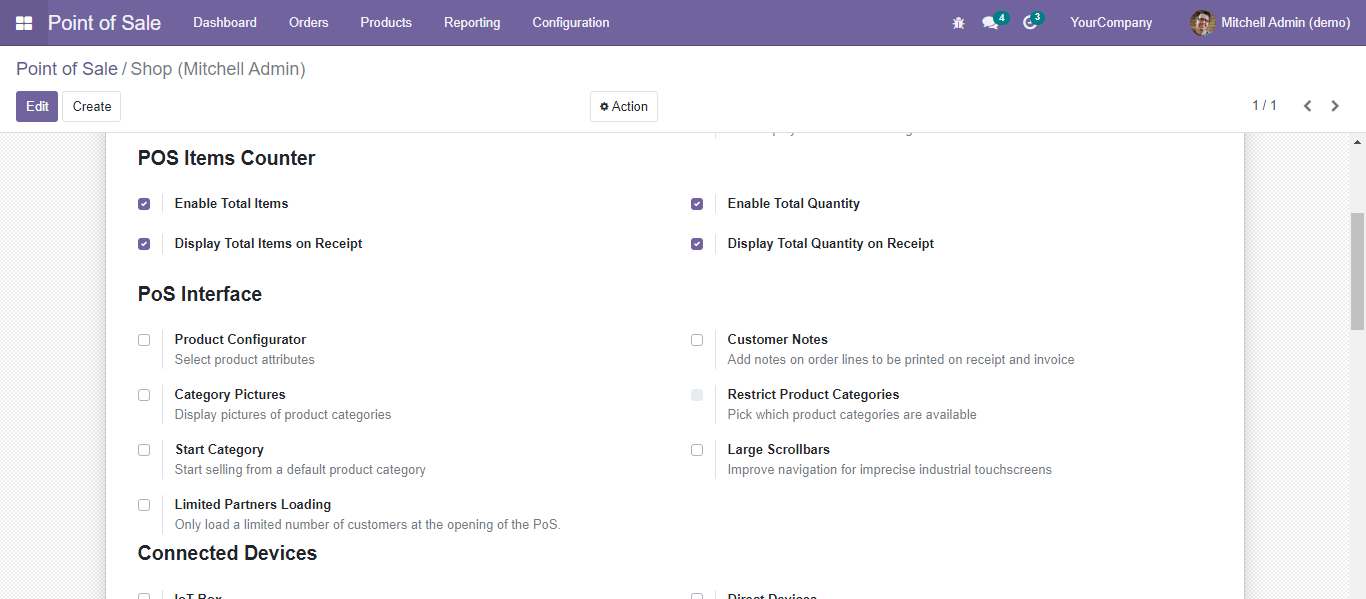 Point of Sale Dashboard Orders Products Reporting Configuration 4 3 YourCompany Mitchell Admin (demo)
Point of Sale / Shop (Mitchell Admin)
Edit Create Action 1 / 1
POS Items Counter
Enable Total Items Enable Total Quantity
Display Total Items on Receipt Display Total Quantity on Receipt
PoS Interface
Product Configurator Customer Notes
Select product attributes Add notes on order lines to be printed on receipt and invoice
Category Pictures Restrict Product Categories
Display pictures of product categories Pick which product categories are available
Start Category Large Scrollbars
Start selling from a default product category Improve navigation for imprecise industrial touchscreens
Limited Partners Loading
Only load a limited number of customers at the opening of the PoS.
Connected Devices
IoT Box Direct Devices